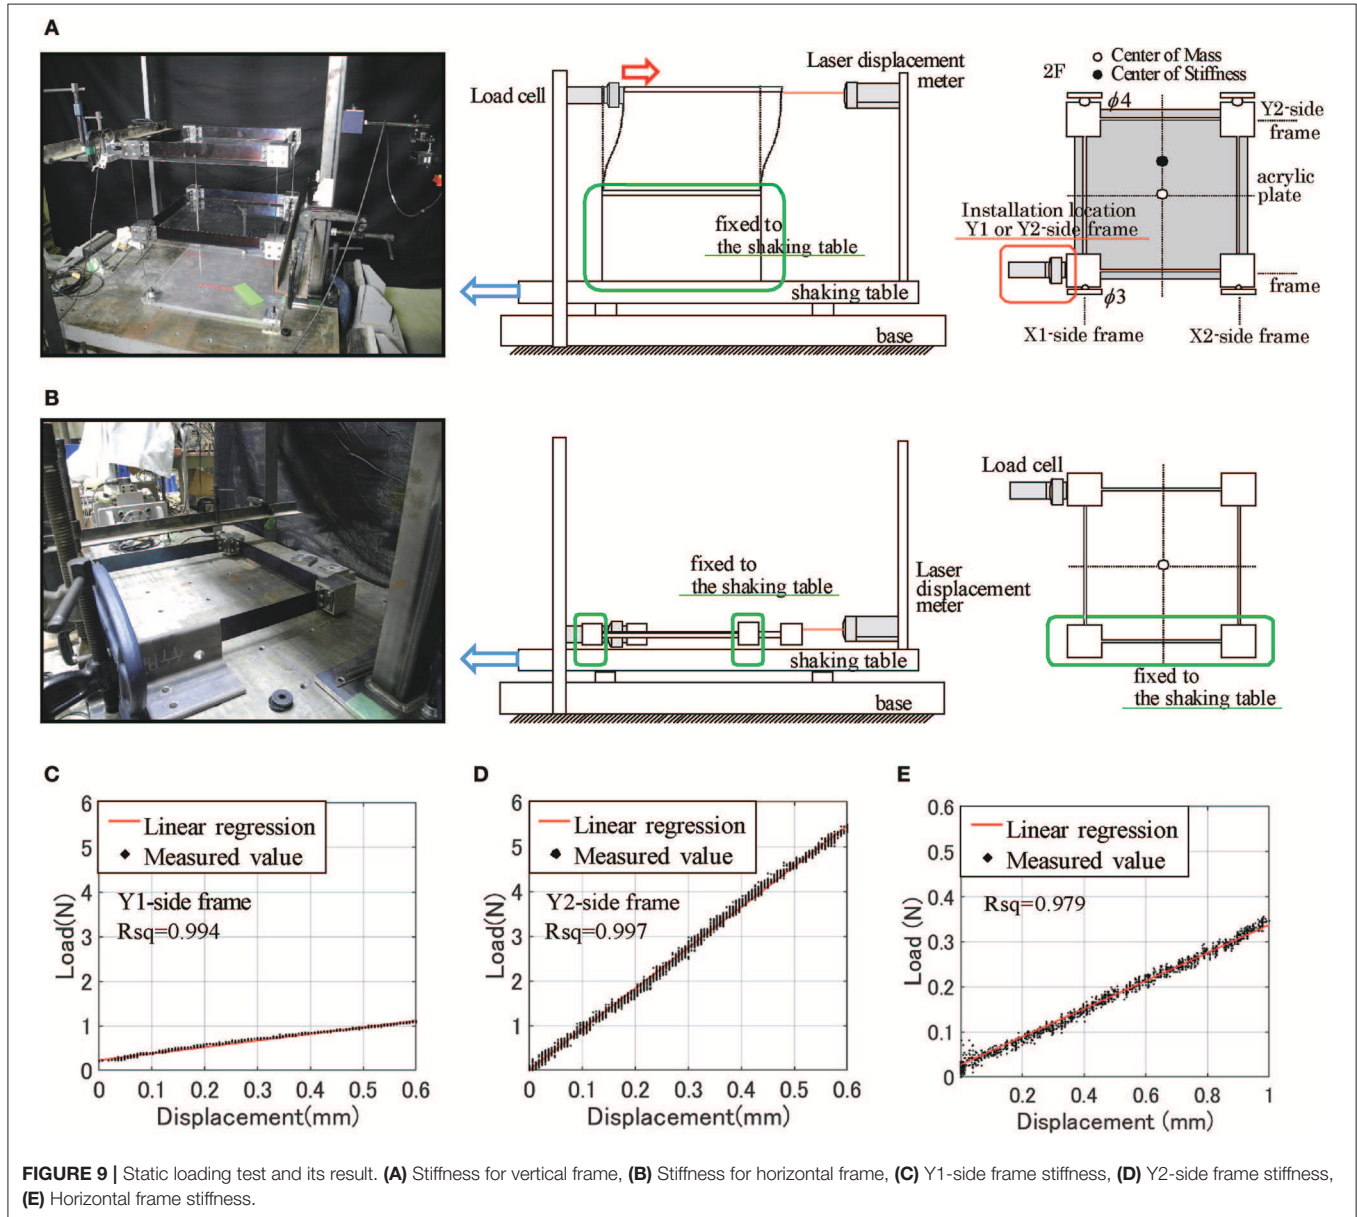 A
Load cell
Laser displacement
meter
fixed to
the shaking table
shaking table
base
2F
Center of Mass
Center of Stiffness
ϕ4
Y2-side
frame
acrylic
plate
Installation location
Y1 or Y2-side frame
frame
ϕ3
X1-side frame
X2-side frame
B
fixed to
the shaking table
Laser
displacement
meter
shaking table
base
Load cell
fixed to
the shaking table
C
6
5
4
3
2
1
0
Load(N)
Linear regression
Measured value
Y1-side frame
Rsq=0.994
0 0.1 0.2 0.3 0.4 0.5 0.6
Displacement(mm)
D
6
5
4
3
2
1
0
Load(N)
Linear regression
Measured value
Y2-side frame
Rsq=0.997
0 0.1 0.2 0.3 0.4 0.5 0.6
Displacement(mm)
E
0.6
0.5
0.4
0.3
0.2
0.1
0
Load (N)
Linear regression
Measured value
Rsq=0.979
0.2 0.4 0.6 0.8 1
Displacement (mm)
FIGURE 9 | Static loading test and its result. (A) Stiffness for vertical frame, (B) Stiffness for horizontal frame, (C) Y1-side frame stiffness, (D) Y2-side frame stiffness,
(E) Horizontal frame stiffness.